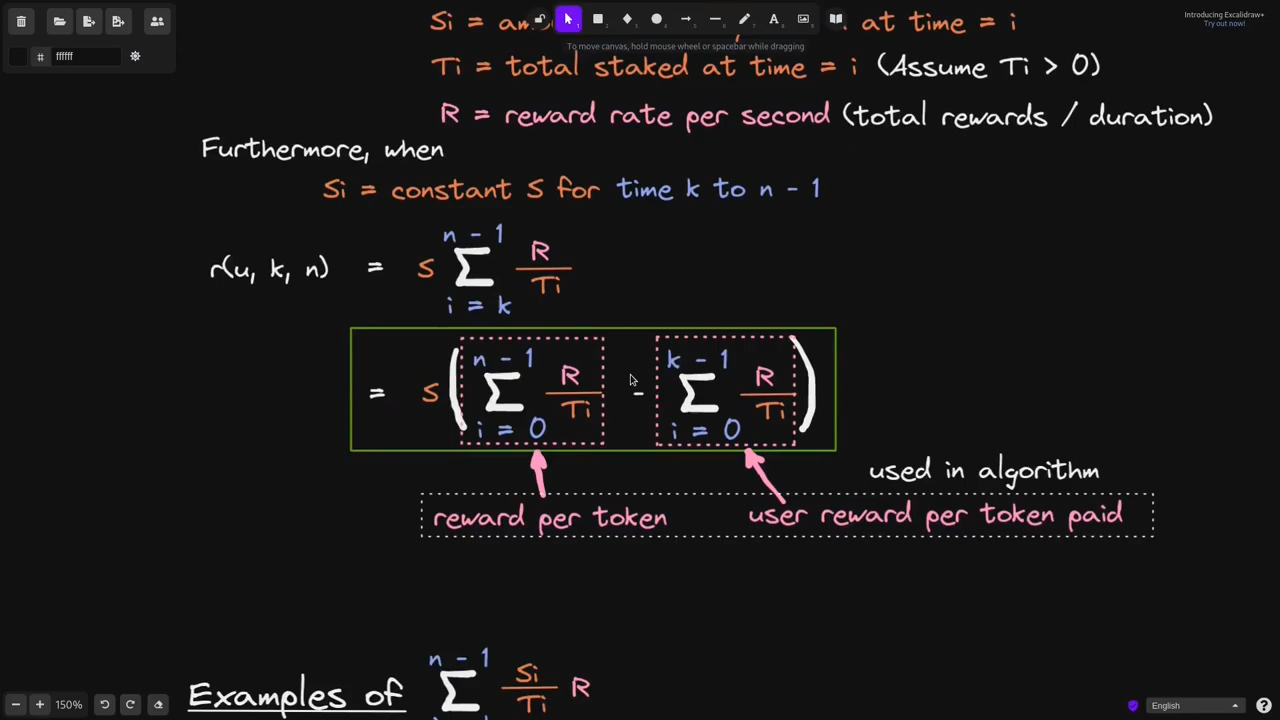 Introducing Excalidraw+
Try out now!
# ffffff
Si = am at time = i
To move canvas, hold mouse wheel or spacebar while dragging
Ti = total staked at time = i (Assume Ti > 0)
R = reward rate per second (total rewards / duration)
Furthermore, when
Si = constant S for time k to n - 1
n - 1
r(u, k, n) = S Σ R / Ti
i = k
n - 1 k - 1
= S ( Σ R / Ti - Σ R / Ti )
i = 0 i = 0
used in algorithm
reward per token user reward per token paid
n - 1
Examples of Σ Si / Ti R
150%
English